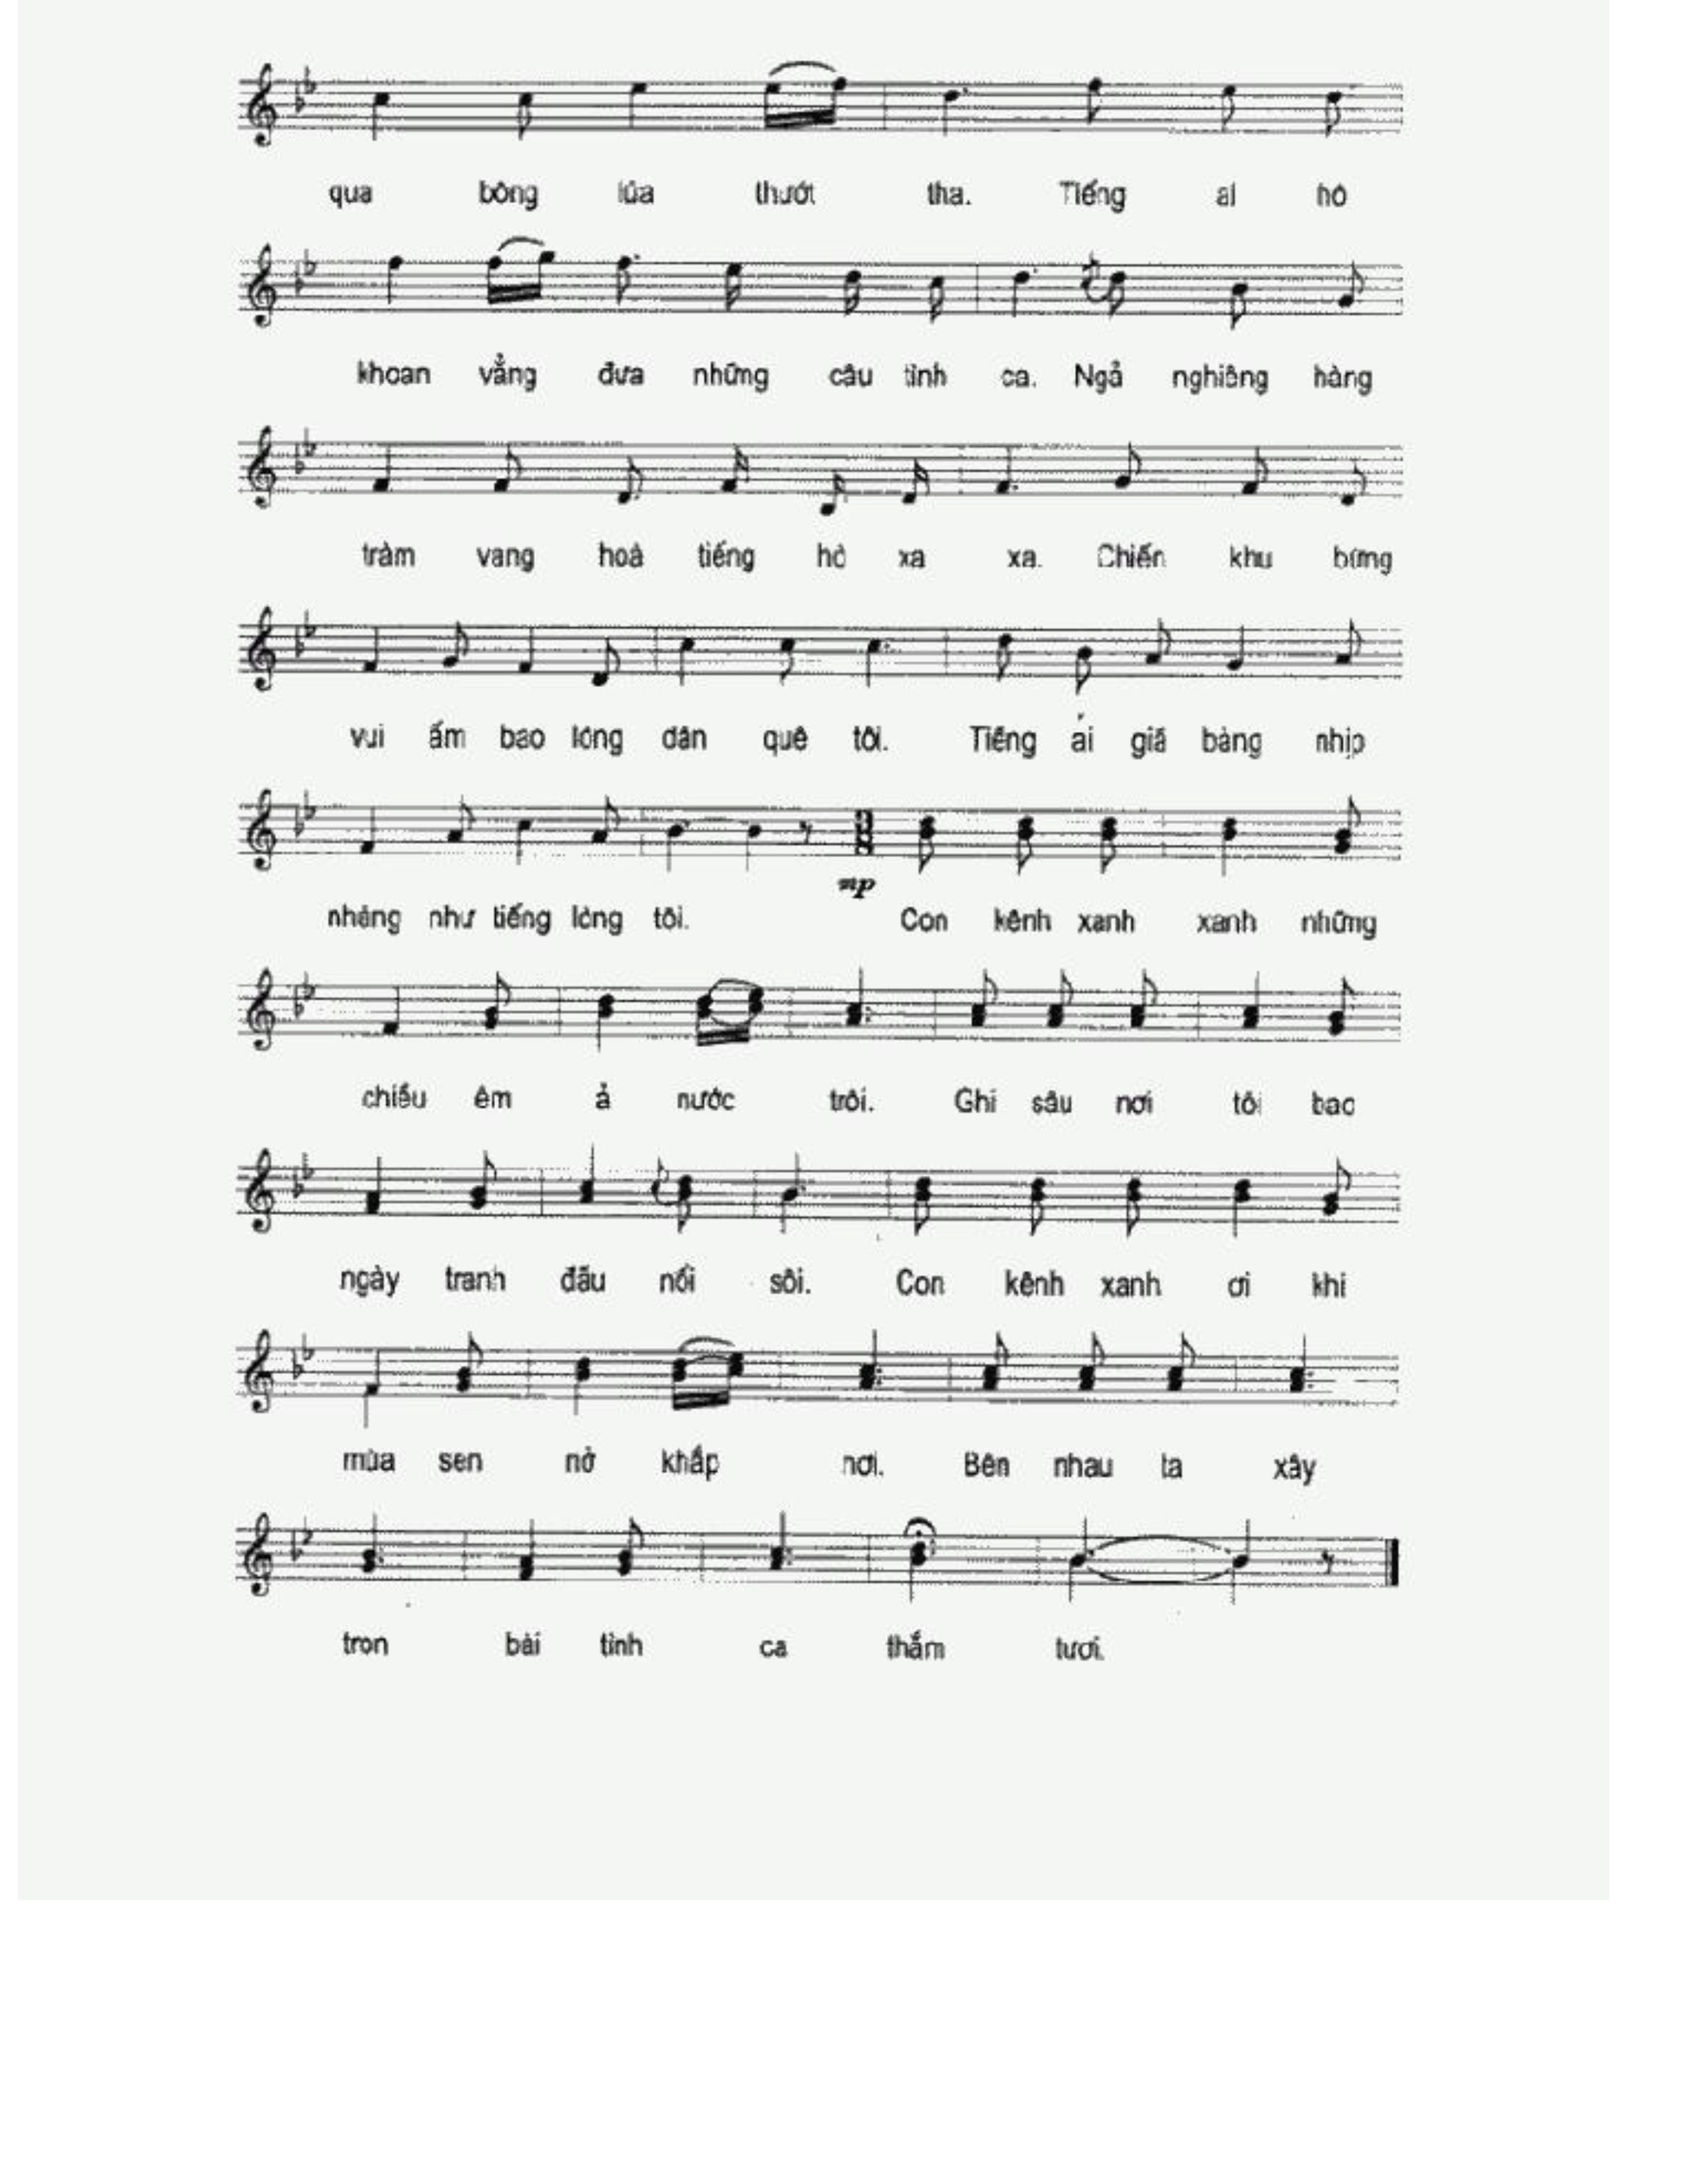 qua bông lúa thướt tha. Tiếng ai hò
khoan vẳng đưa những câu tình ca. Ngả nghiêng hàng
tràm vang hoà tiếng hò xa xa. Chiến khu bừng
vui ấm bao lòng dân quê tôi. Tiếng ai giã bàng nhịp
nhàng như tiếng lòng tôi.
mp
Con kênh xanh xanh những
chiều êm ả nước trôi. Ghi sâu nơi tôi bao
ngày tranh đấu nổi sôi. Con kênh xanh ơi khi
mùa sen nở khắp nơi. Bên nhau ta xây
tron bài tình ca thắm tươi.